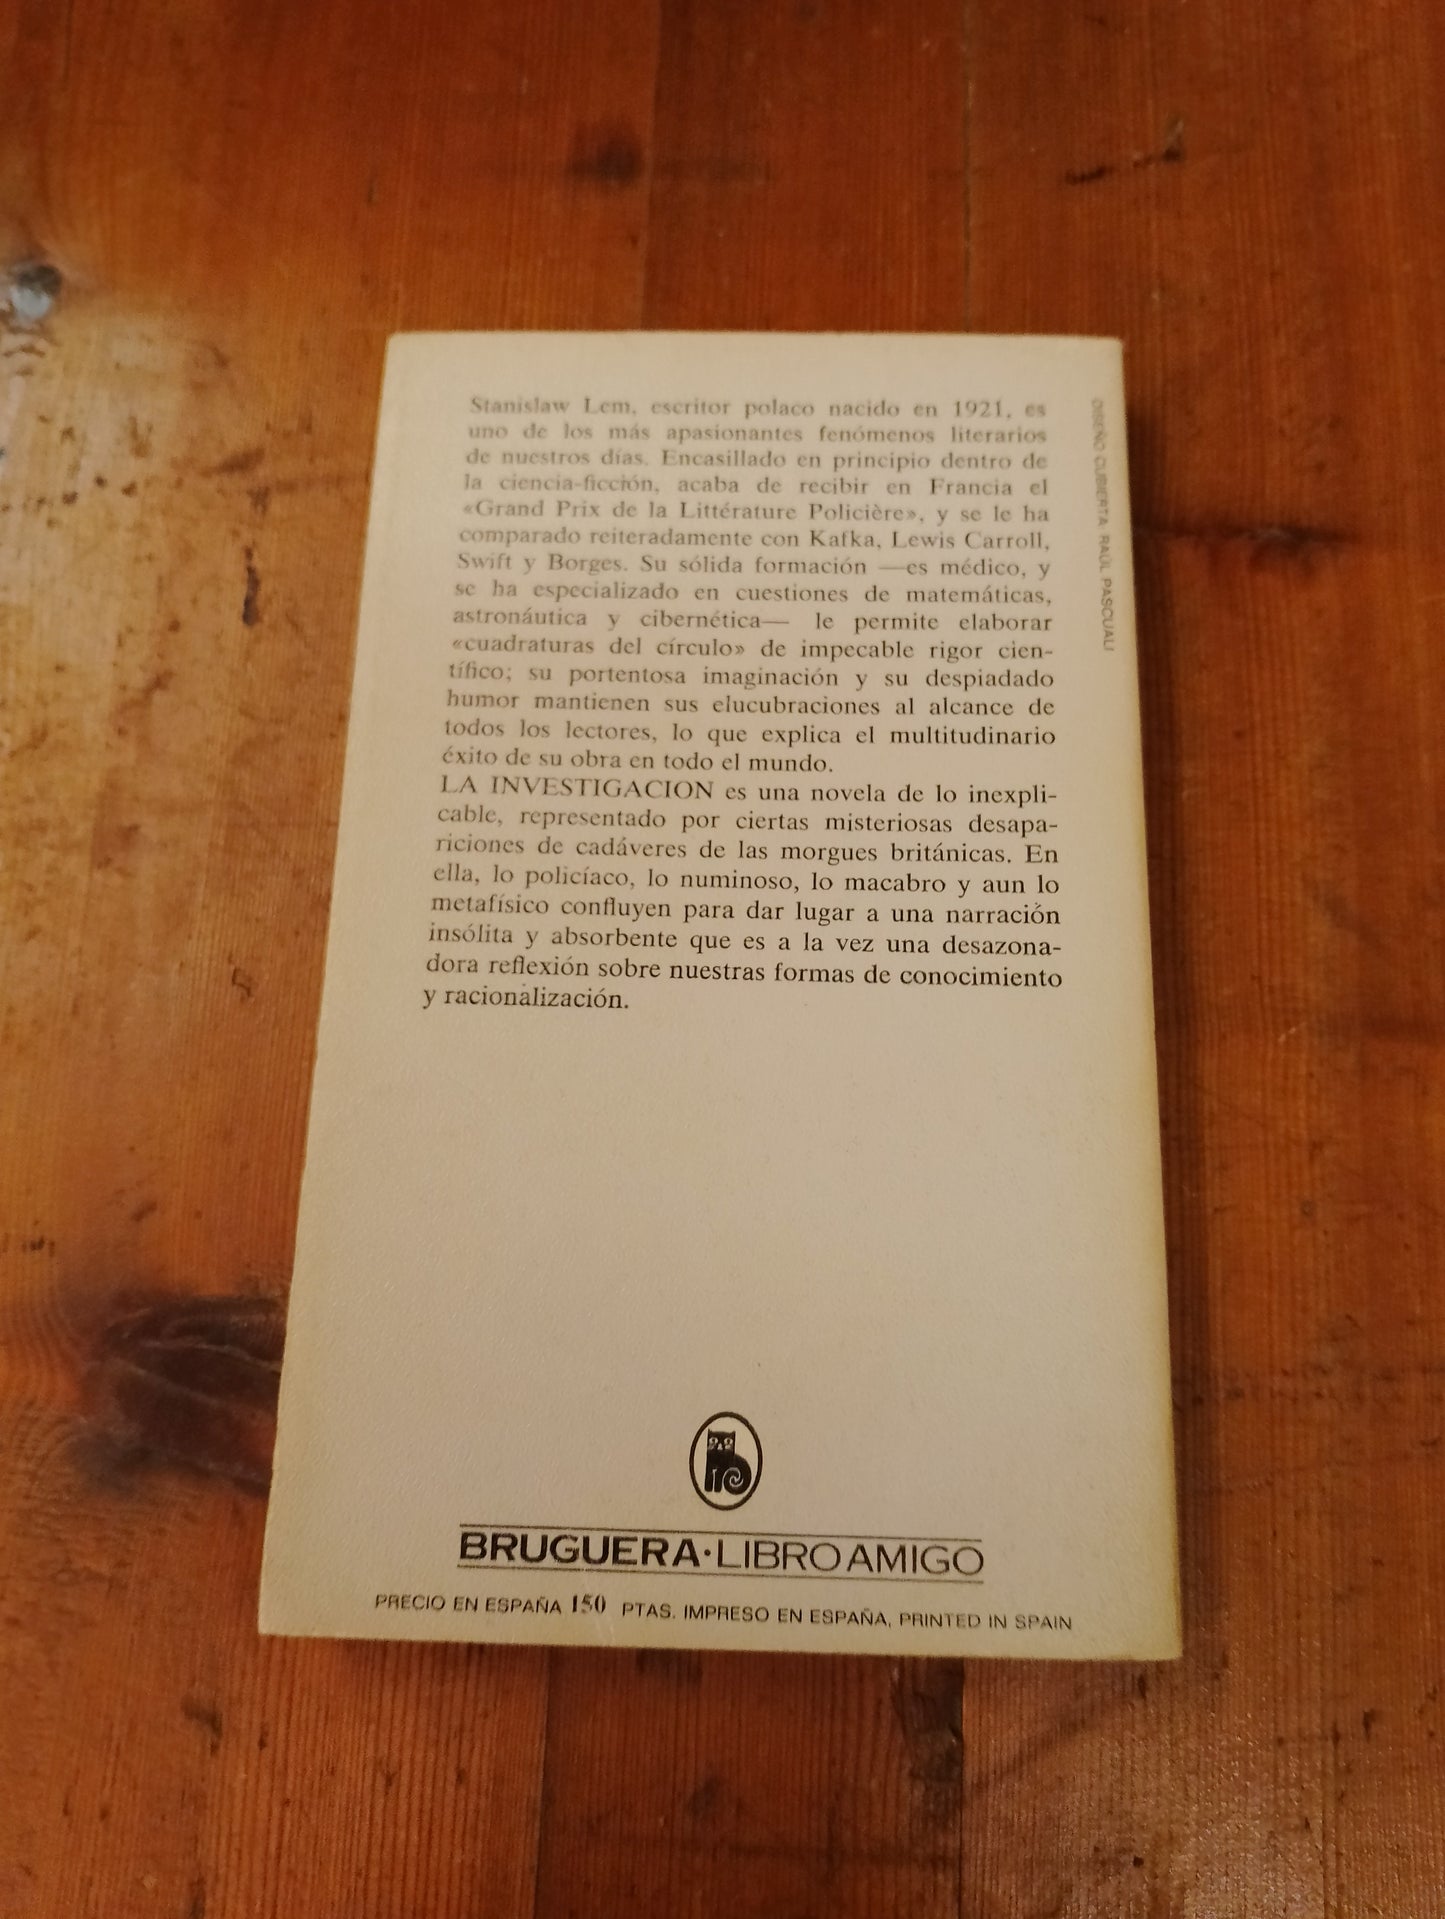 Stanislaw Lem, escritor polaco nacido en 1921, es
uno de los más apasionantes fenómenos literarios
de nuestros días. Encasillado en principio dentro de
la ciencia-ficción, acaba de recibir en Francia el
«Grand Prix de la Littérature Policière», y se le ha
comparado reiteradamente con Kafka, Lewis Carroll,
Swift y Borges. Su sólida formación —es médico, y
se ha especializado en cuestiones de matemáticas,
astronáutica y cibernética— le permite elaborar
«cuadraturas del círculo» de impecable rigor cien-
tífico; su portentosa imaginación y su despiadado
humor mantienen sus elucubraciones al alcance de
todos los lectores, lo que explica el multitudinario
éxito de su obra en todo el mundo.
LA INVESTIGACION es una novela de lo inexpli-
cable, representado por ciertas misteriosas desapa-
riciones de cadáveres de las morgues británicas. En
ella, lo policíaco, lo numinoso, lo macabro y aun lo
metafísico confluyen para dar lugar a una narración
insólita y absorbente que es a la vez una desazona-
dora reflexión sobre nuestras formas de conocimiento
y racionalización.
DISEÑO CUBIERTA RAÚL PASCUALI
BRUGUERA·LIBRO AMIGO
PRECIO EN ESPAÑA 150 PTAS. IMPRESO EN ESPAÑA, PRINTED IN SPAIN